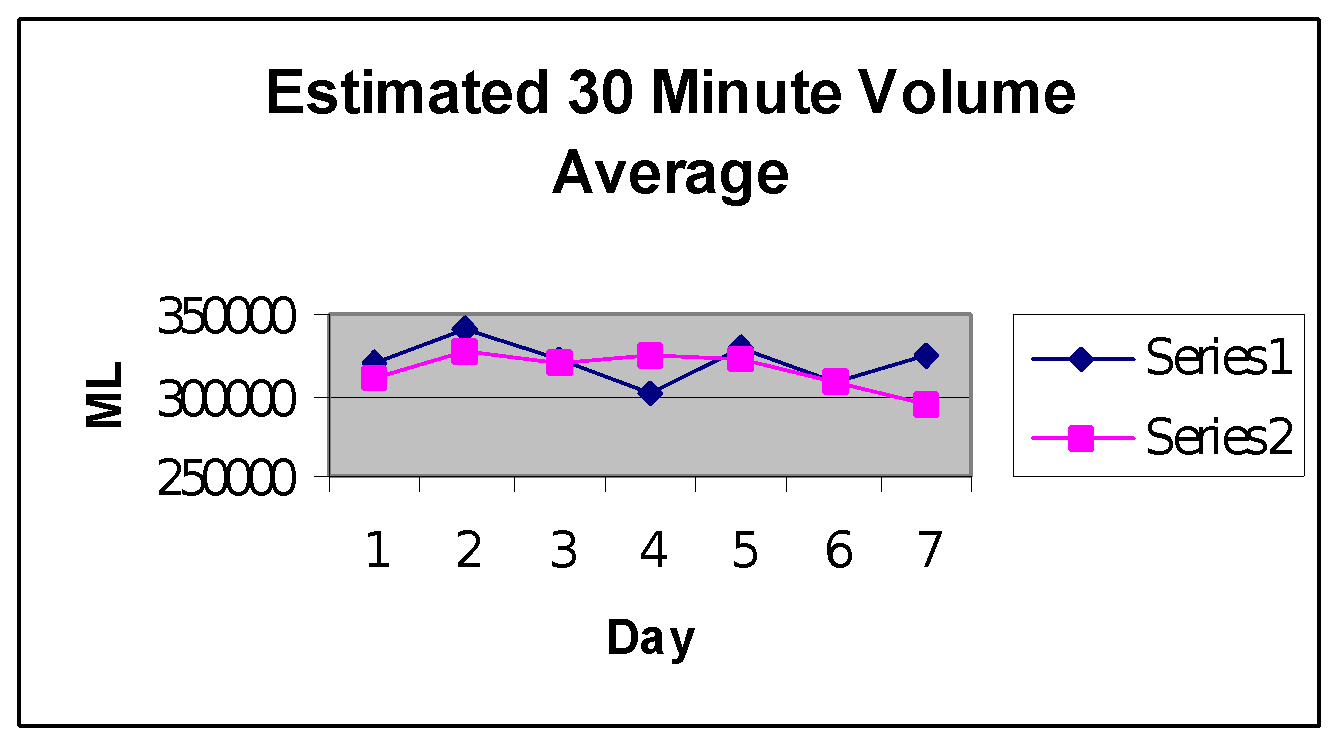 Estimated 30 Minute Volume
Average
350000
300000
250000
ML
1 2 3 4 5 6 7
Day
Series1
Series2